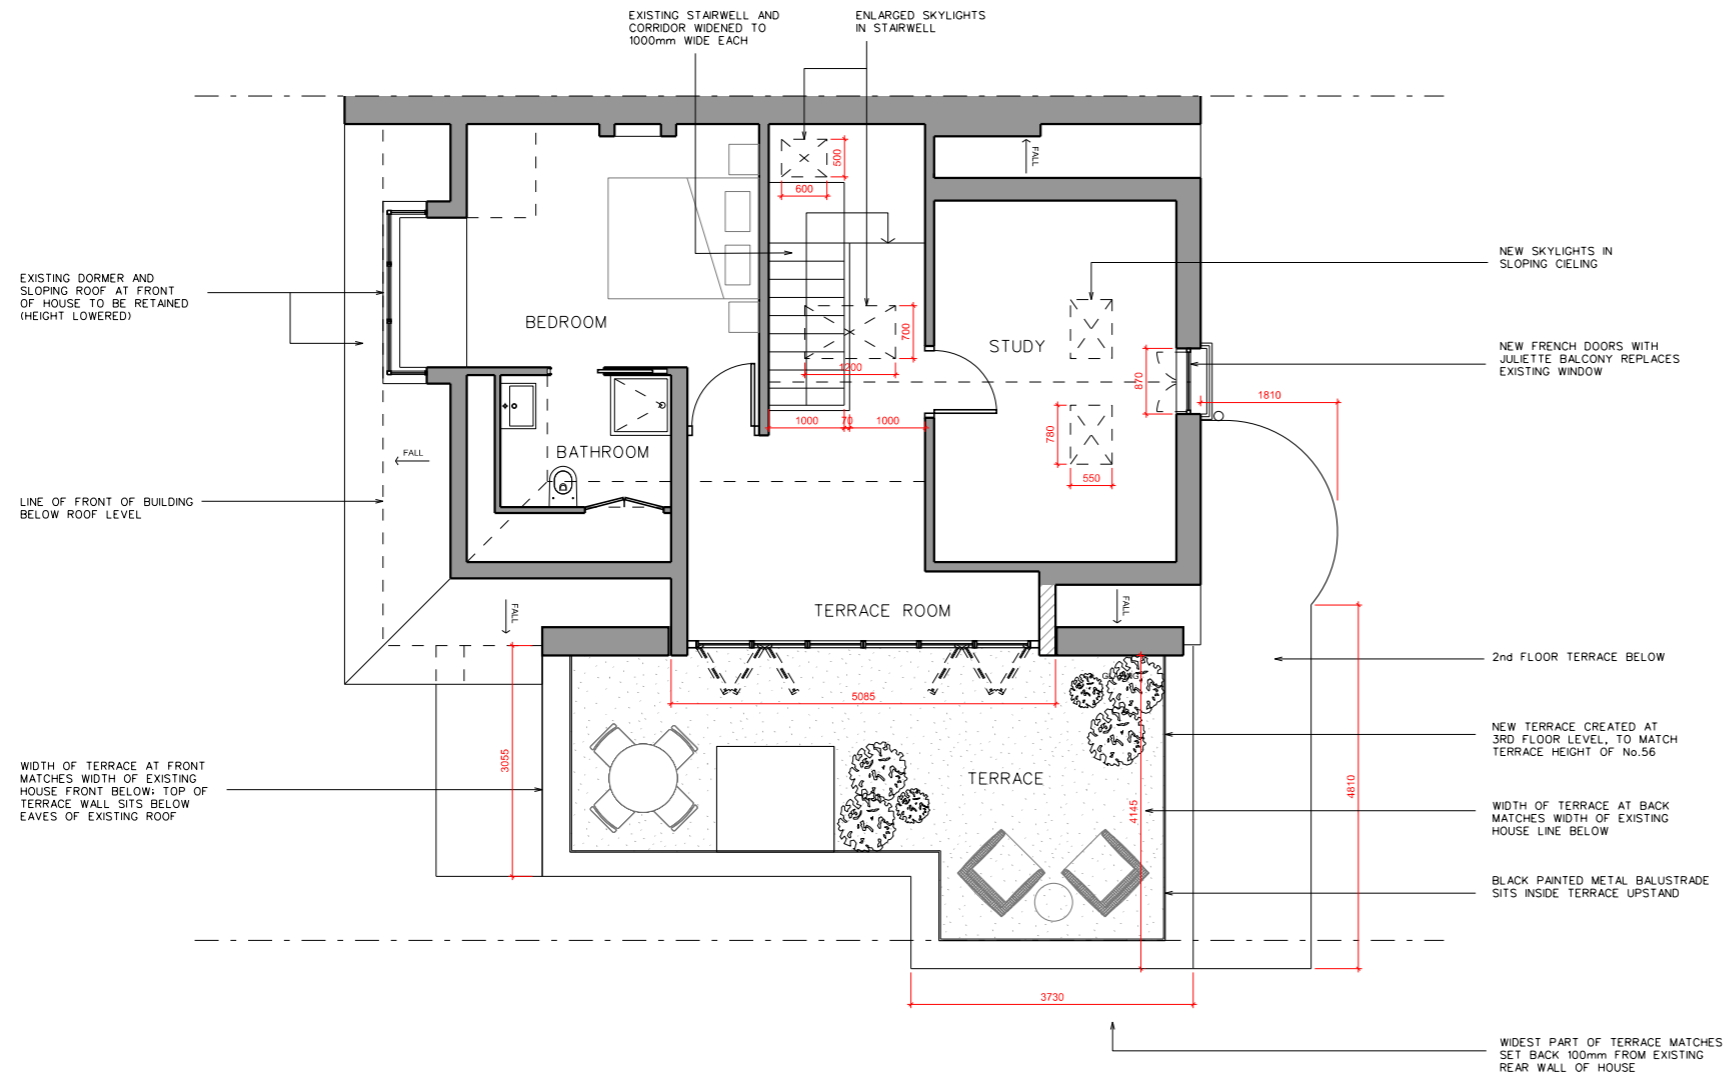 EXISTING STAIRWELL AND
CORRIDOR WIDENED TO
1000mm WIDE EACH
ENLARGED SKYLIGHTS
IN STAIRWELL
FALL
500
600
EXISTING DORMER AND
SLOPING ROOF AT FRONT
OF HOUSE TO BE RETAINED
(HEIGHT LOWERED)
NEW SKYLIGHTS IN
SLOPING CIELING
BEDROOM
700
1200
STUDY
NEW FRENCH DOORS WITH
JULIETTE BALCONY REPLACES
EXISTING WINDOW
870
1810
1000
70
1000
780
550
FALL
BATHROOM
LINE OF FRONT OF BUILDING
BELOW ROOF LEVEL
FALL
TERRACE ROOM
FALL
2nd FLOOR TERRACE BELOW
5085
NEW TERRACE CREATED AT
3RD FLOOR LEVEL, TO MATCH
TERRACE HEIGHT OF No.56
3055
WIDTH OF TERRACE AT FRONT
MATCHES WIDTH OF EXISTING
HOUSE FRONT BELOW; TOP OF
TERRACE WALL SITS BELOW
EAVES OF EXISTING ROOF
TERRACE
4145
4810
WIDTH OF TERRACE AT BACK
MATCHES WIDTH OF EXISTING
HOUSE LINE BELOW
BLACK PAINTED METAL BALUSTRADE
SITS INSIDE TERRACE UPSTAND
3730
WIDEST PART OF TERRACE MATCHES
SET BACK 100mm FROM EXISTING
REAR WALL OF HOUSE